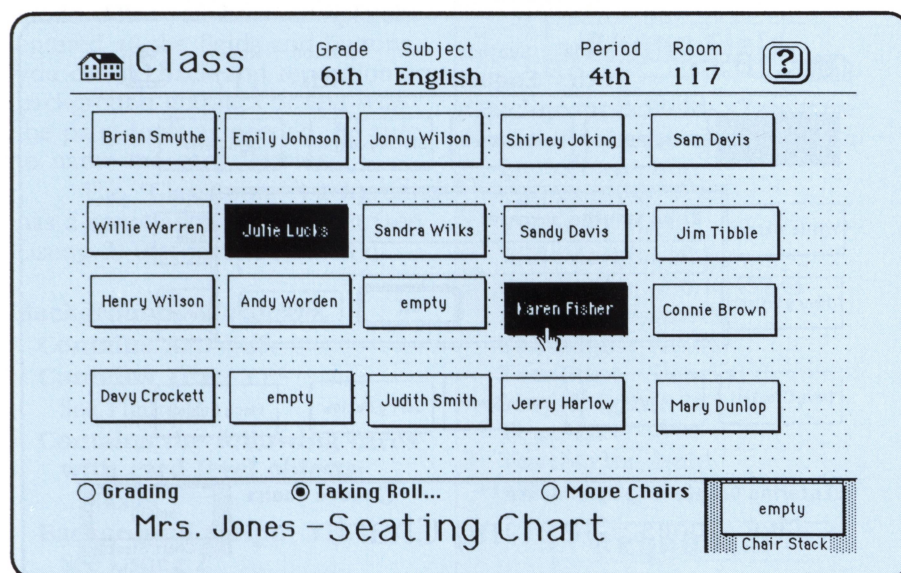 Class Grade Subject Period Room
6th English 4th 117 ?
Brian Smythe Emily Johnson Jonny Wilson Shirley Joking Sam Davis
Willie Warren Julie Lucks Sandra Wilks Sandy Davis Jim Tibble
Henry Wilson Andy Worden empty Karen Fisher Connie Brown
Davy Crockett empty Judith Smith Jerry Harlow Mary Dunlop
Grading Taking Roll... Move Chairs
empty
Mrs. Jones - Seating Chart
Chair Stack